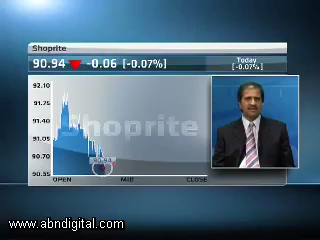 Shoprite
90.94 -0.06 [-0.07%]
Today
[-0.07%]
92.10
91.75
91.40
91.05
90.70
90.35
Shoprite
90.94
OPEN MID CLOSE
www.abndigital.com